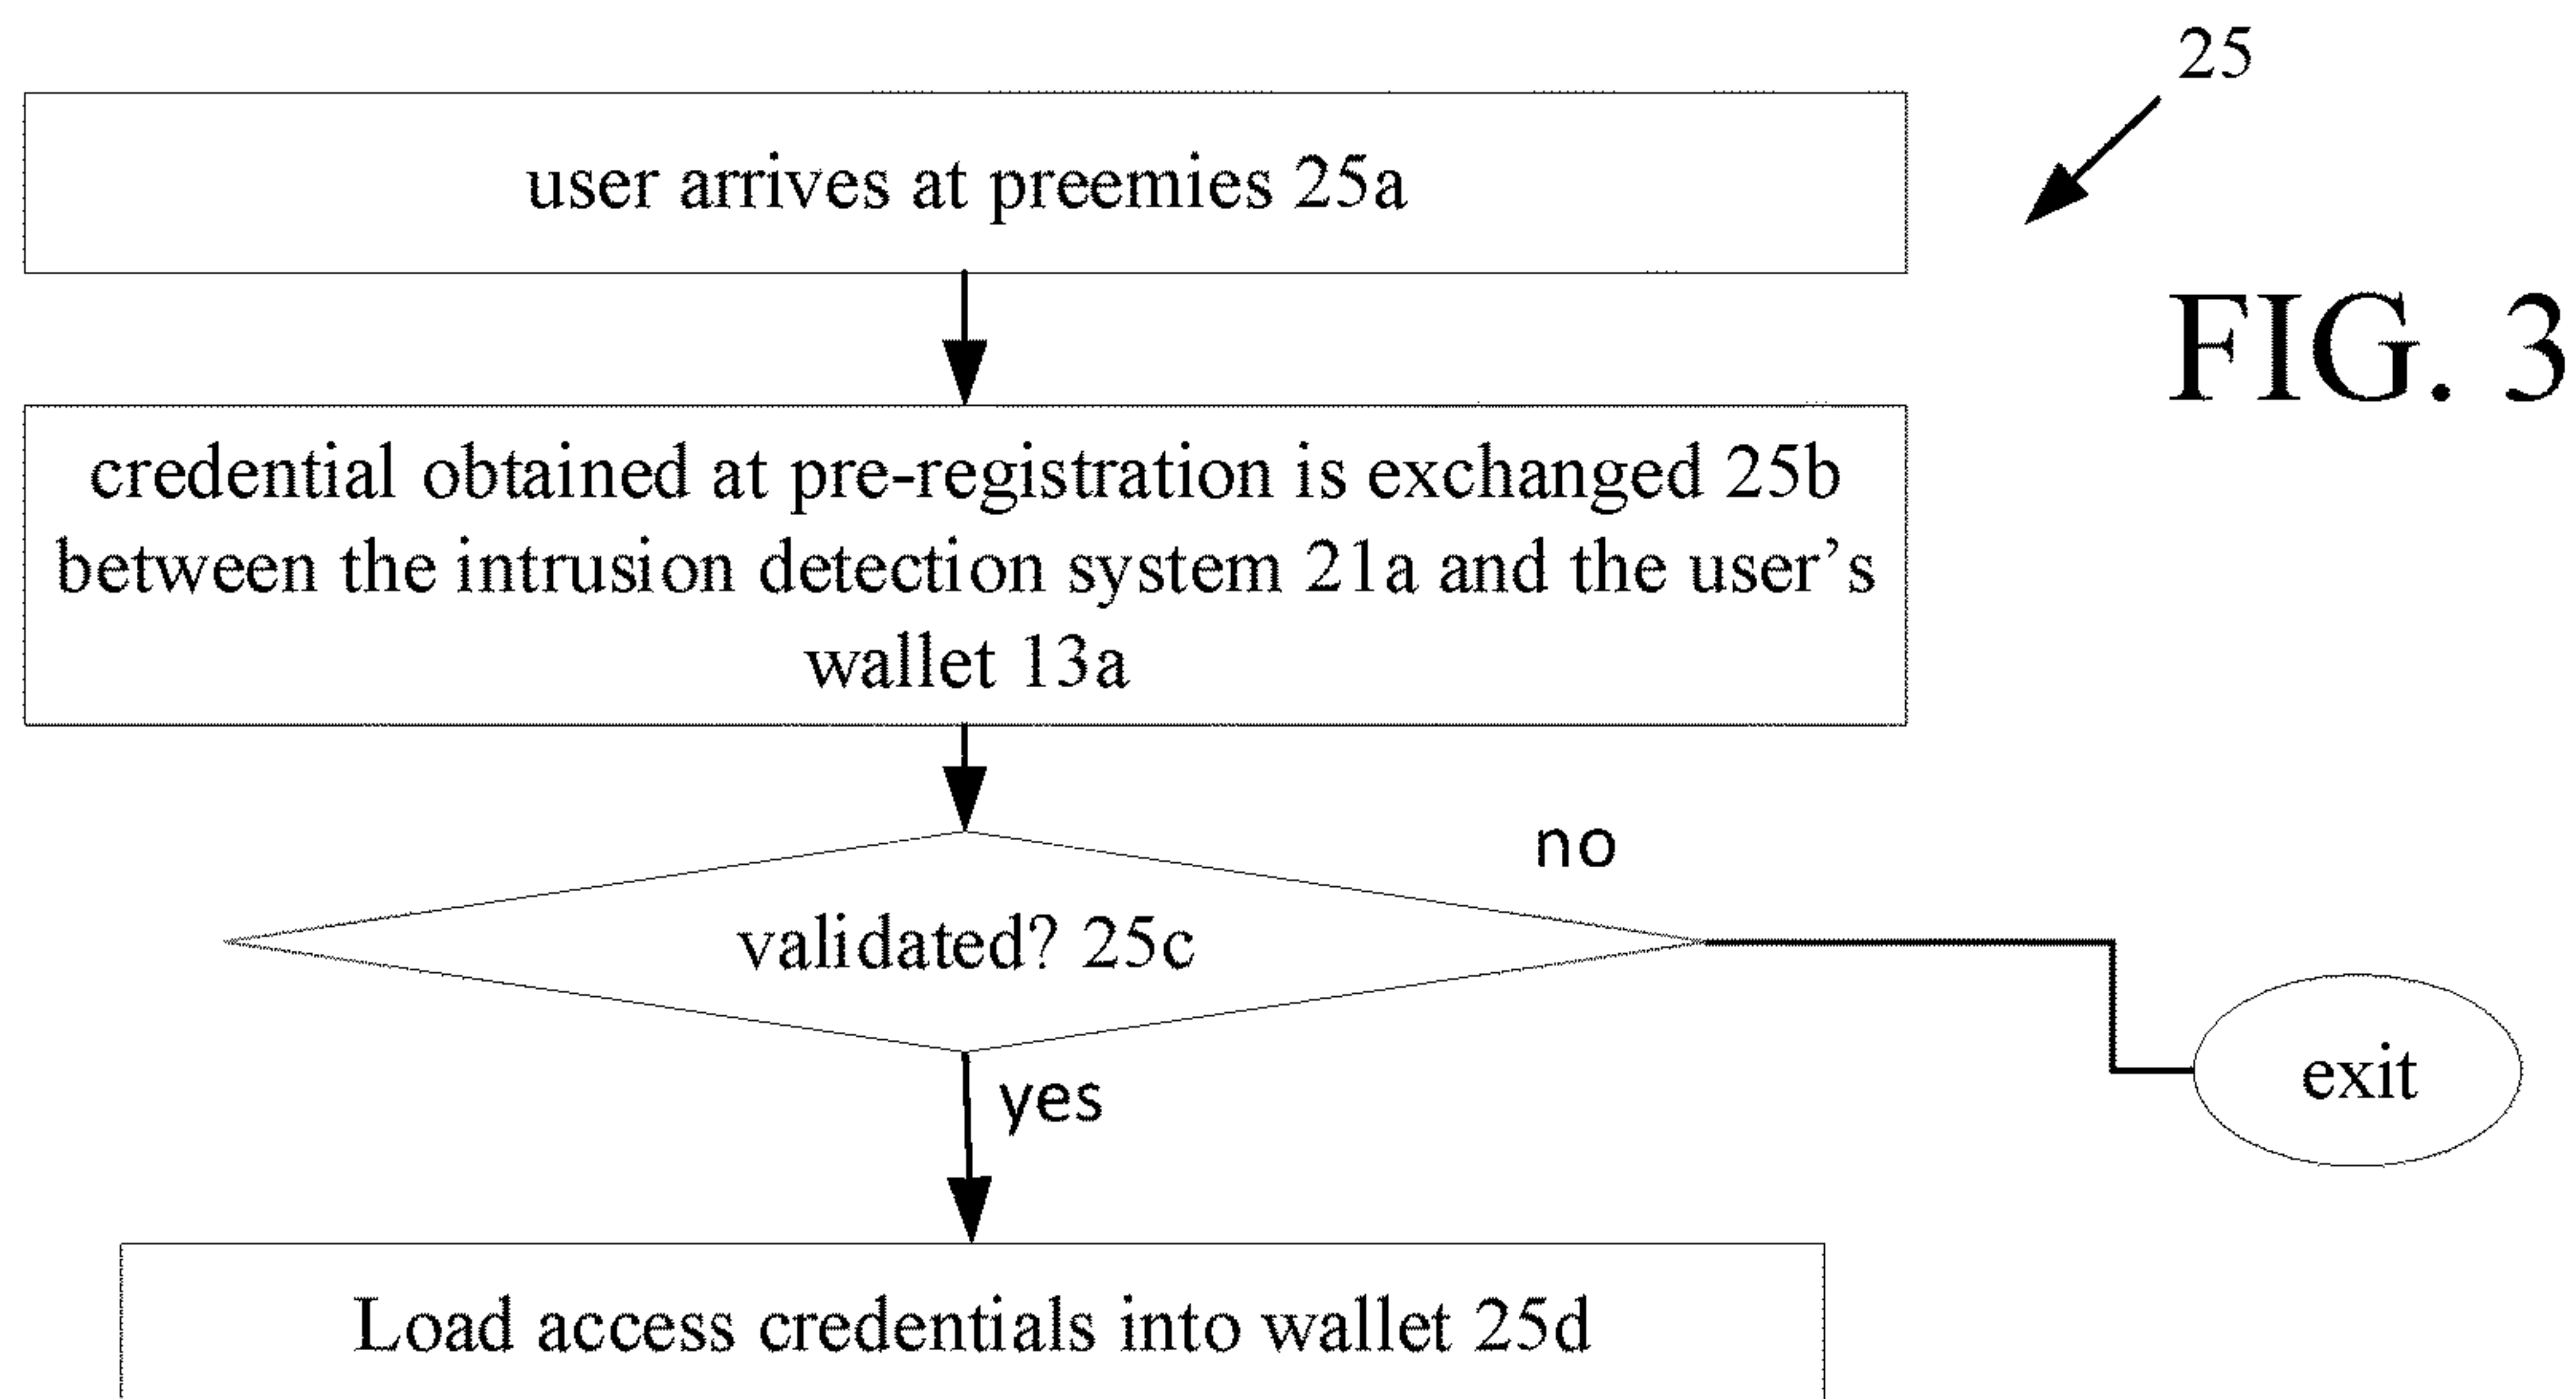 25
user arrives at preemies 25a
FIG. 3
credential obtained at pre-registration is exchanged 25b
between the intrusion detection system 21a and the user’s
wallet 13a
no
validated? 25c
exit
yes
Load access credentials into wallet 25d